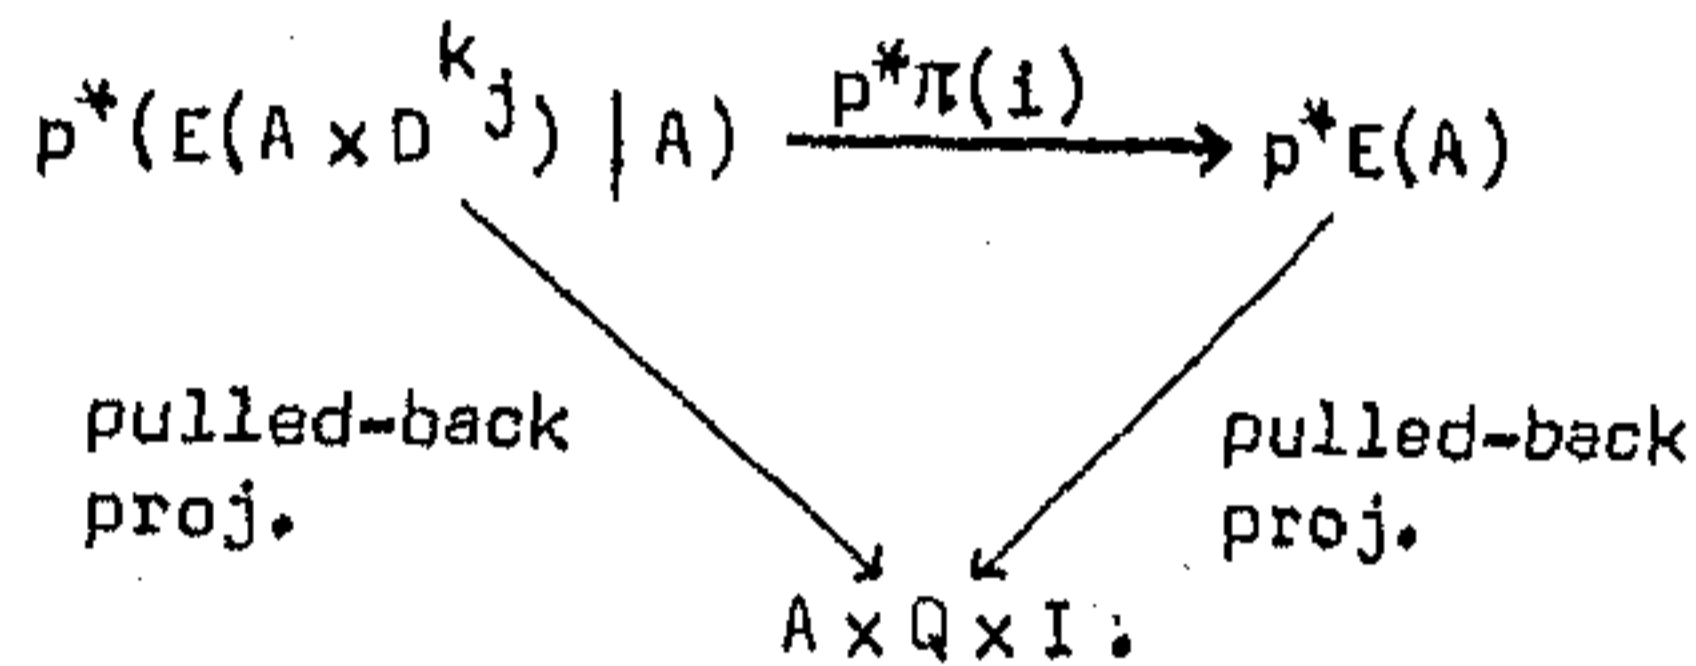 p*(E(A × D^{k_j}) | A) p*π(i) p*E(A)
pulled-back
proj.
pulled-back
proj.
A × Q × I.